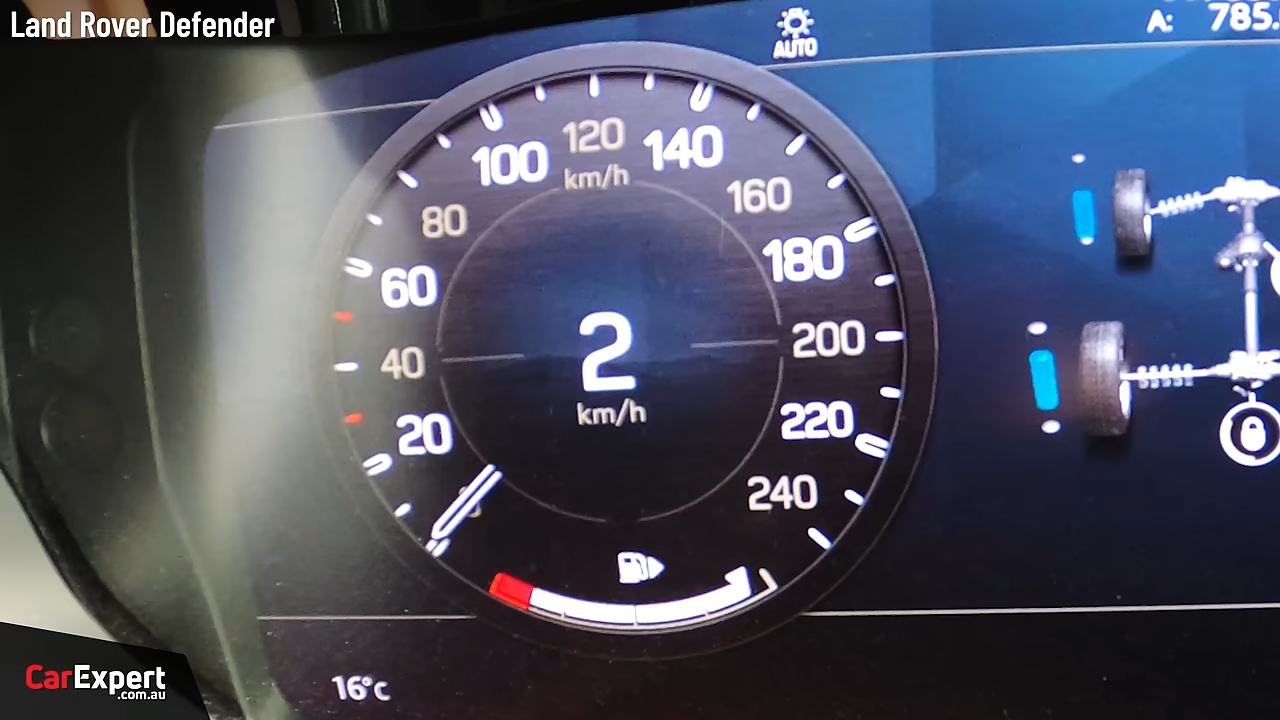 Land Rover Defender
AUTO
A: 785.
100 120 140
km/h
80 160
60 180
40 200
20 220
240
2
km/h
16°c
CarExpert
.com.au